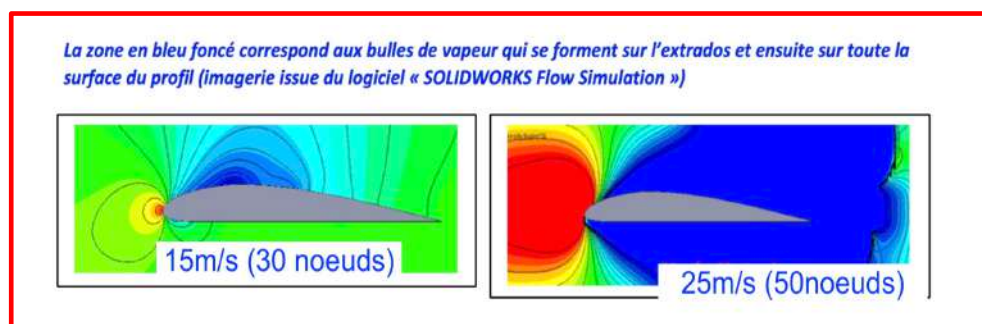 La zone en bleu foncé correspond aux bulles de vapeur qui se forment sur l'extrados et ensuite sur toute la
surface du profil (imagerie issue du logiciel « SOLIDWORKS Flow Simulation »)
15m/s (30 noeuds)
25m/s (50noeuds)